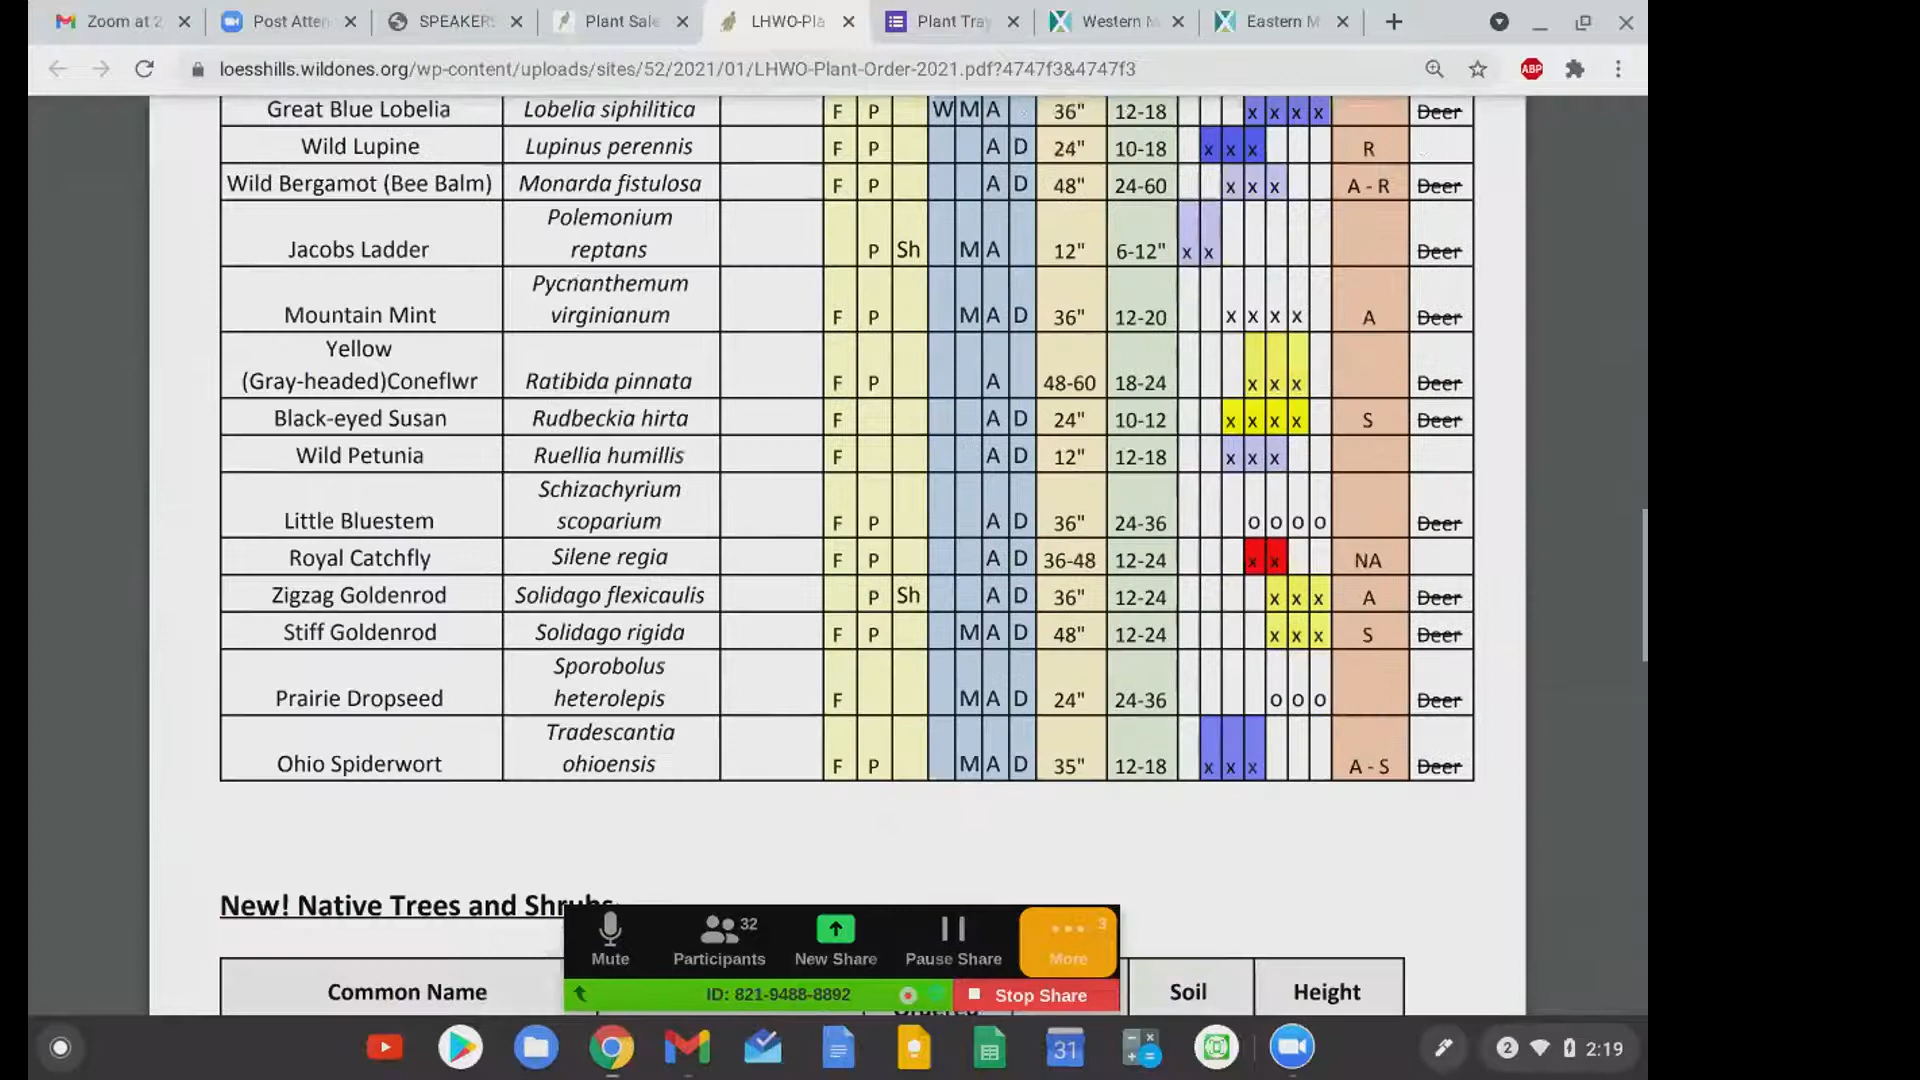 Zoom at 2
Post Atten
SPEAKER
Plant Sale
LHWO-Pla
Plant Tray
Western M
Eastern M
loesshills.wildones.org/wp-content/uploads/sites/52/2021/01/LHWO-Plant-Order-2021.pdf?4747f3&4747f3
ABP
Great Blue Lobelia Lobelia siphilitica F P W M A 36" 12-18 x x x x Deer
Wild Lupine Lupinus perennis F P A D 24" 10-18 x x x R
Wild Bergamot (Bee Balm) Monarda fistulosa F P A D 48" 24-60 x x x A - R Deer
Polemonium
Jacobs Ladder reptans P Sh M A 12" 6-12" x x Deer
Pycnanthemum
Mountain Mint virginianum F P M A D 36" 12-20 x x x x A Deer
Yellow
(Gray-headed)Coneflwr Ratibida pinnata F P A 48-60 18-24 x x x Deer
Black-eyed Susan Rudbeckia hirta F A D 24" 10-12 x x x x S Deer
Wild Petunia Ruellia humillis F A D 12" 12-18 x x x
Schizachyrium
Little Bluestem scoparium F P A D 36" 24-36 o o o o Deer
Royal Catchfly Silene regia F P A D 36-48 12-24 x x NA
Zigzag Goldenrod Solidago flexicaulis P Sh A D 36" 12-24 x x x A Deer
Stiff Goldenrod Solidago rigida F P M A D 48" 12-24 x x x S Deer
Sporobolus
Prairie Dropseed heterolepis F M A D 24" 24-36 o o o Deer
Tradescantia
Ohio Spiderwort ohioensis F P M A D 35" 12-18 x x x A - S Deer
New! Native Trees and Shrubs
32
3
Mute Participants New Share Pause Share More
ID: 821-9488-8892 Stop Share
Common Name Soil Height
31
2 2:19